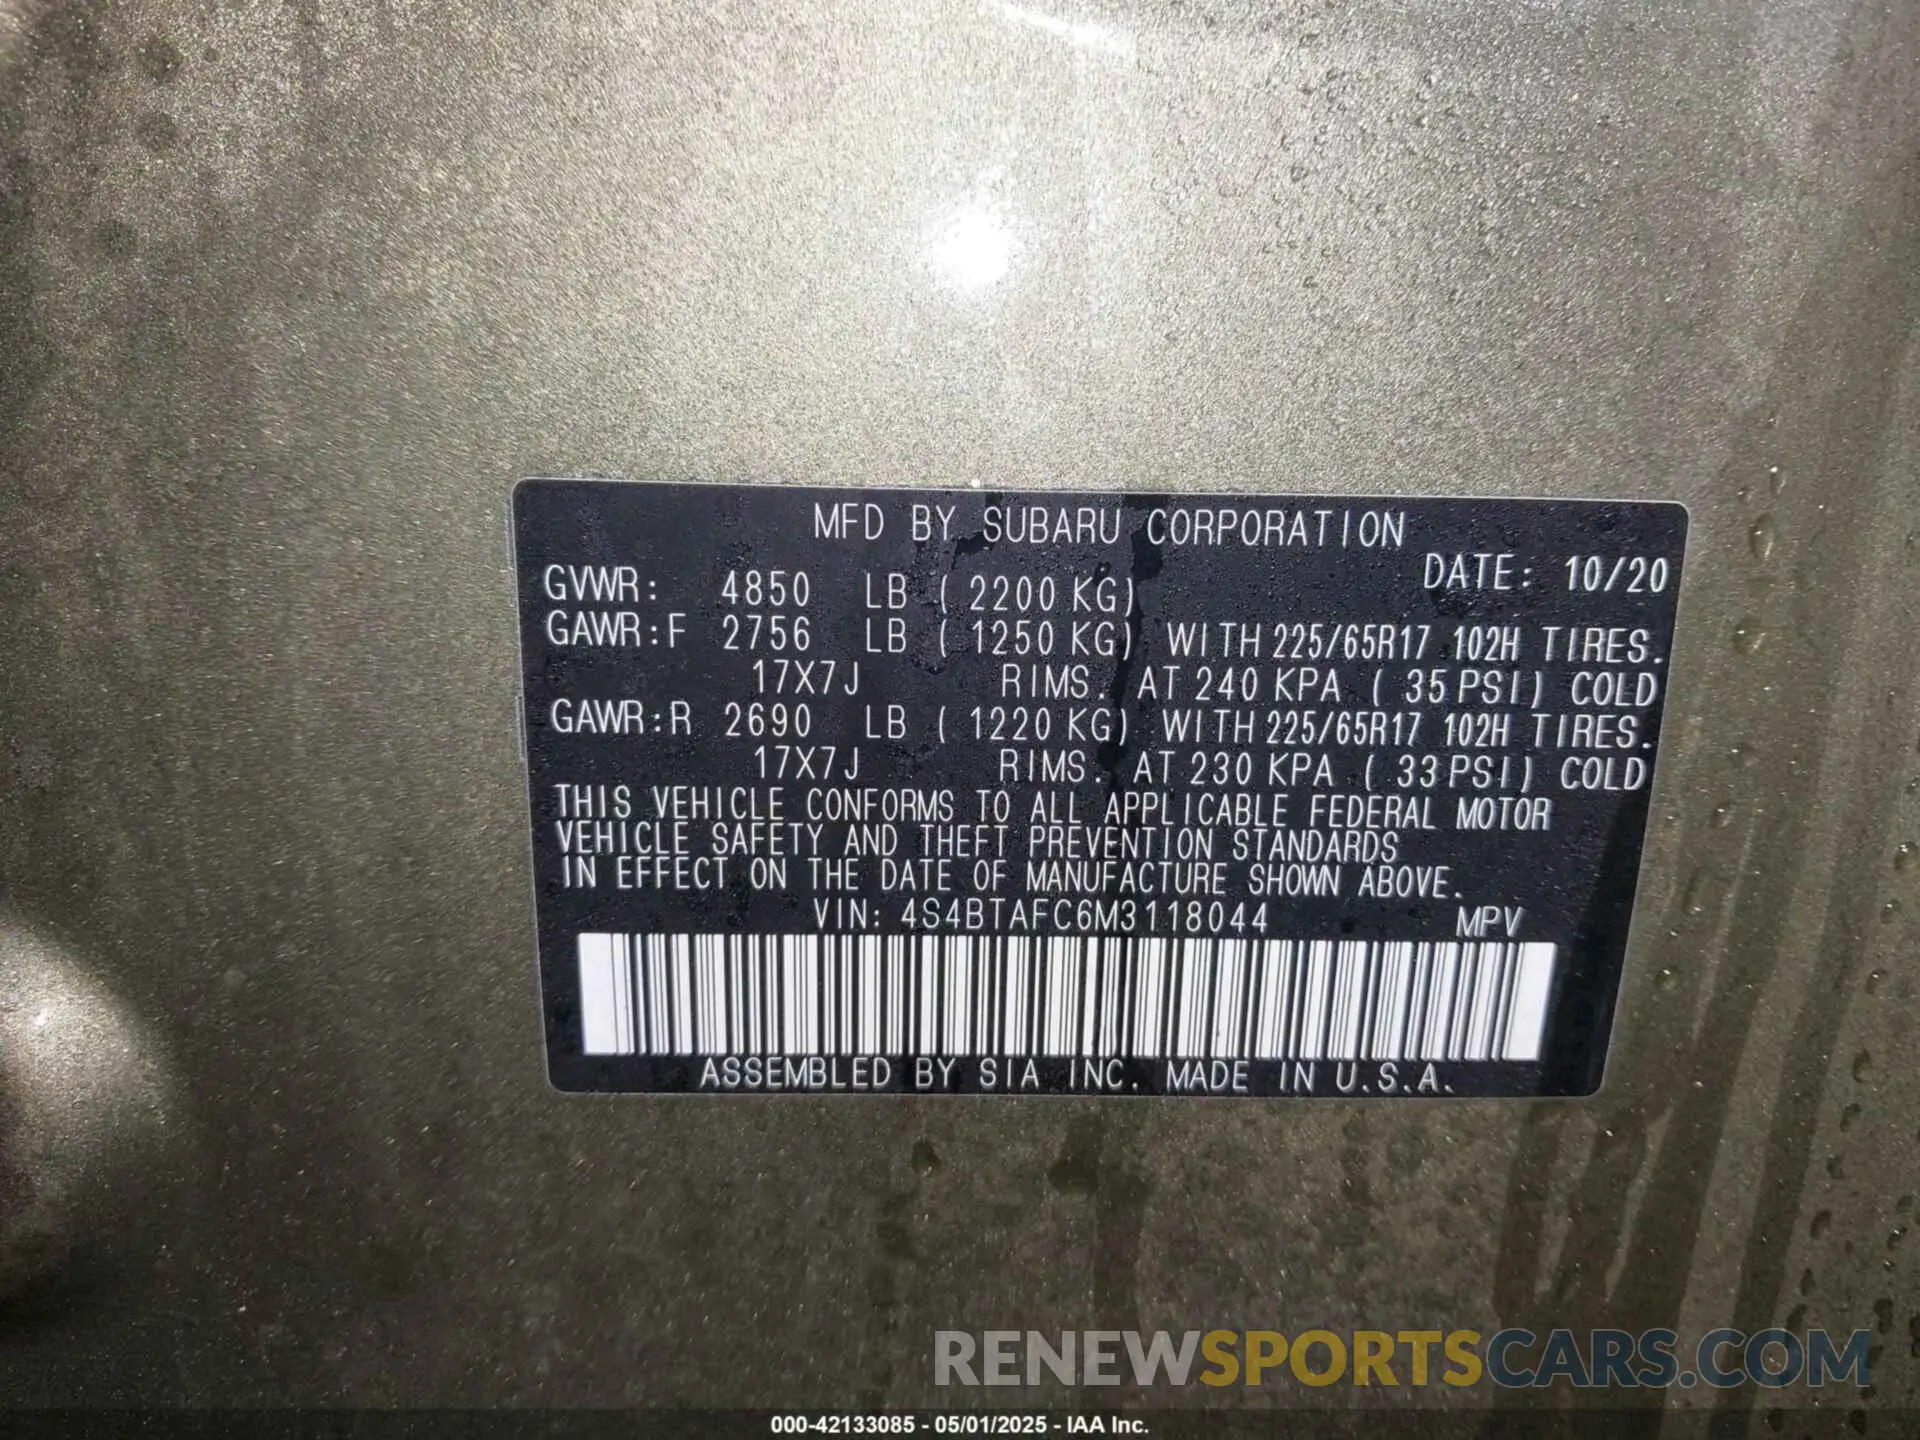 MFD BY SUBARU CORPORATION
DATE: 10/20
GVWR: 4850 LB ( 2200 KG)
GAWR:F 2756 LB ( 1250 KG) WITH 225/65R17 102H TIRES.
17X7J RIMS. AT 240 KPA ( 35 PSI) COLD
GAWR:R 2690 LB ( 1220 KG) WITH 225/65R17 102H TIRES.
17X7J RIMS. AT 230 KPA ( 33 PSI) COLD
THIS VEHICLE CONFORMS TO ALL APPLICABLE FEDERAL MOTOR
VEHICLE SAFETY AND THEFT PREVENTION STANDARDS
IN EFFECT ON THE DATE OF MANUFACTURE SHOWN ABOVE.
VIN: 4S4BTAFC6M3118044 MPV
ASSEMBLED BY SIA INC. MADE IN U.S.A.
RENEWSPORTSCARS.COM
000-42133085 - 05/01/2025 - IAA Inc.